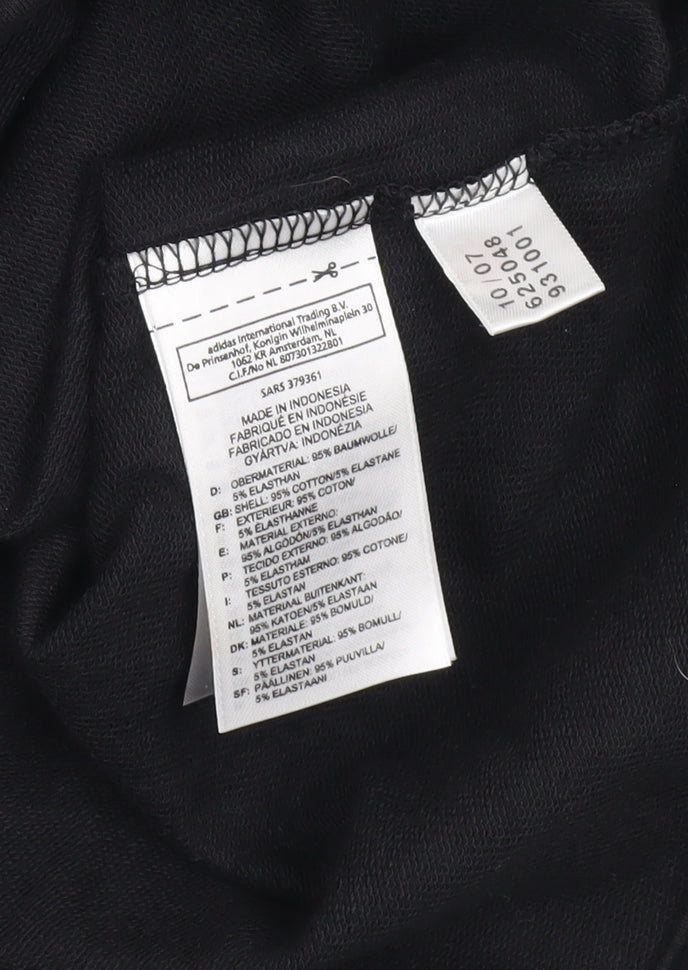 adidas International Trading B.V.
De Prinsenhof, Konigin Wilhelminaplein 30
1062 KR Amsterdam, NL
C.I.F/No NL 807301322B01
SARS 379361
MADE IN INDONESIA
FABRIQUÉ EN INDONÉSIE
FABRICADO EN INDONESIA
GYÁRTVA: INDONÉZIA
D: OBERMATERIAL: 95% BAUMWOLLE/
5% ELASTHAN
GB: SHELL: 95% COTTON/5% ELASTANE
F: EXTERIEUR: 95% COTON/
5% ÉLASTHANNE
E: MATERIAL EXTERNO:
95% ALGODÓN/5% ELASTHAN
P: TECIDO EXTERNO: 95% ALGODÃO/
5% ELASTHAM
I: TESSUTO ESTERNO: 95% COTONE/
5% ELASTAN
NL: MATERIAAL BUITENKANT:
95% KATOEN/5% ELASTAAN
DK: MATERIALE: 95% BOMULD/
5% ELASTAN
S: YTTERMATERIAL: 95% BOMULL/
5% ELASTAN
SF: PÄÄLLINEN: 95% PUUVILLA/
5% ELASTAANI
10/07
625048
931001